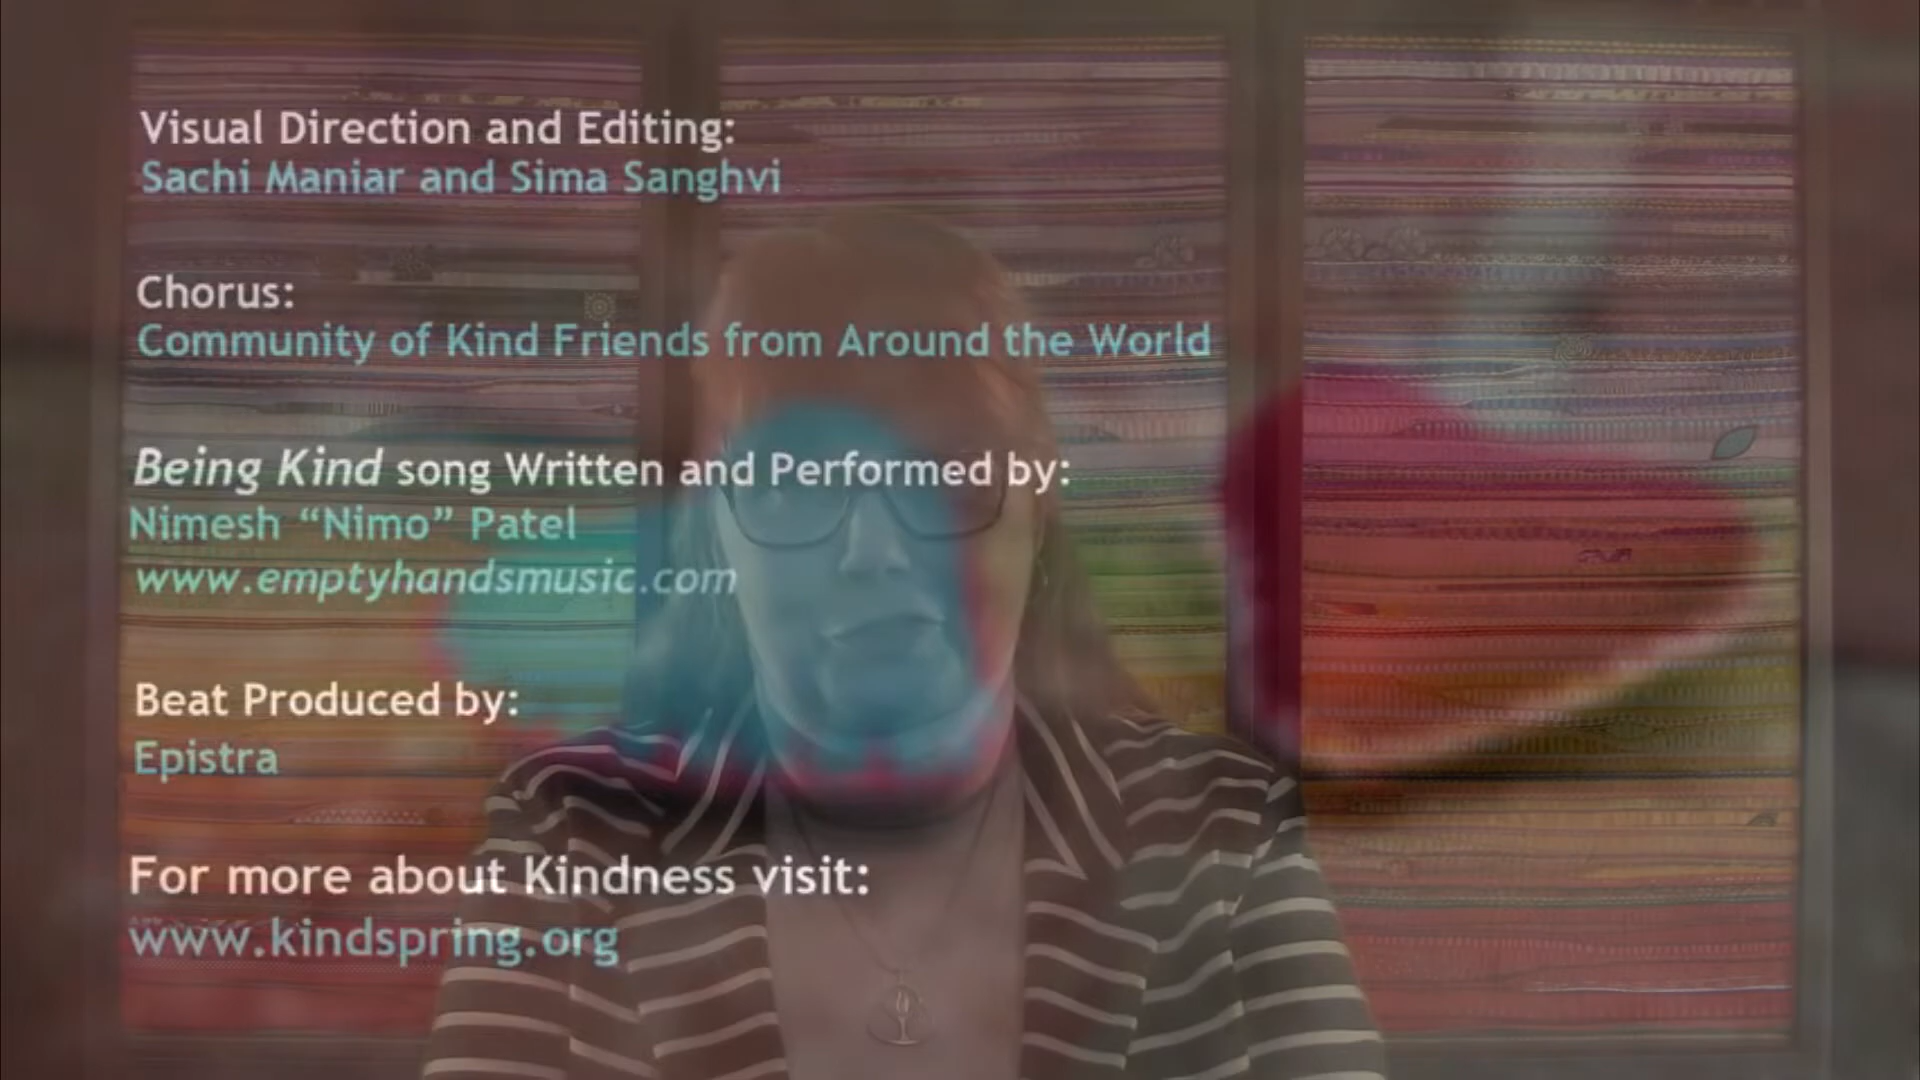 Visual Direction and Editing:
Sachi Maniar and Sima Sanghvi
Chorus:
Community of Kind Friends from Around the World
Being Kind song Written and Performed by:
Nimesh “Nimo” Patel
www.emptyhandsmusic.com
Beat Produced by:
Epistra
For more about Kindness visit:
www.kindspring.org